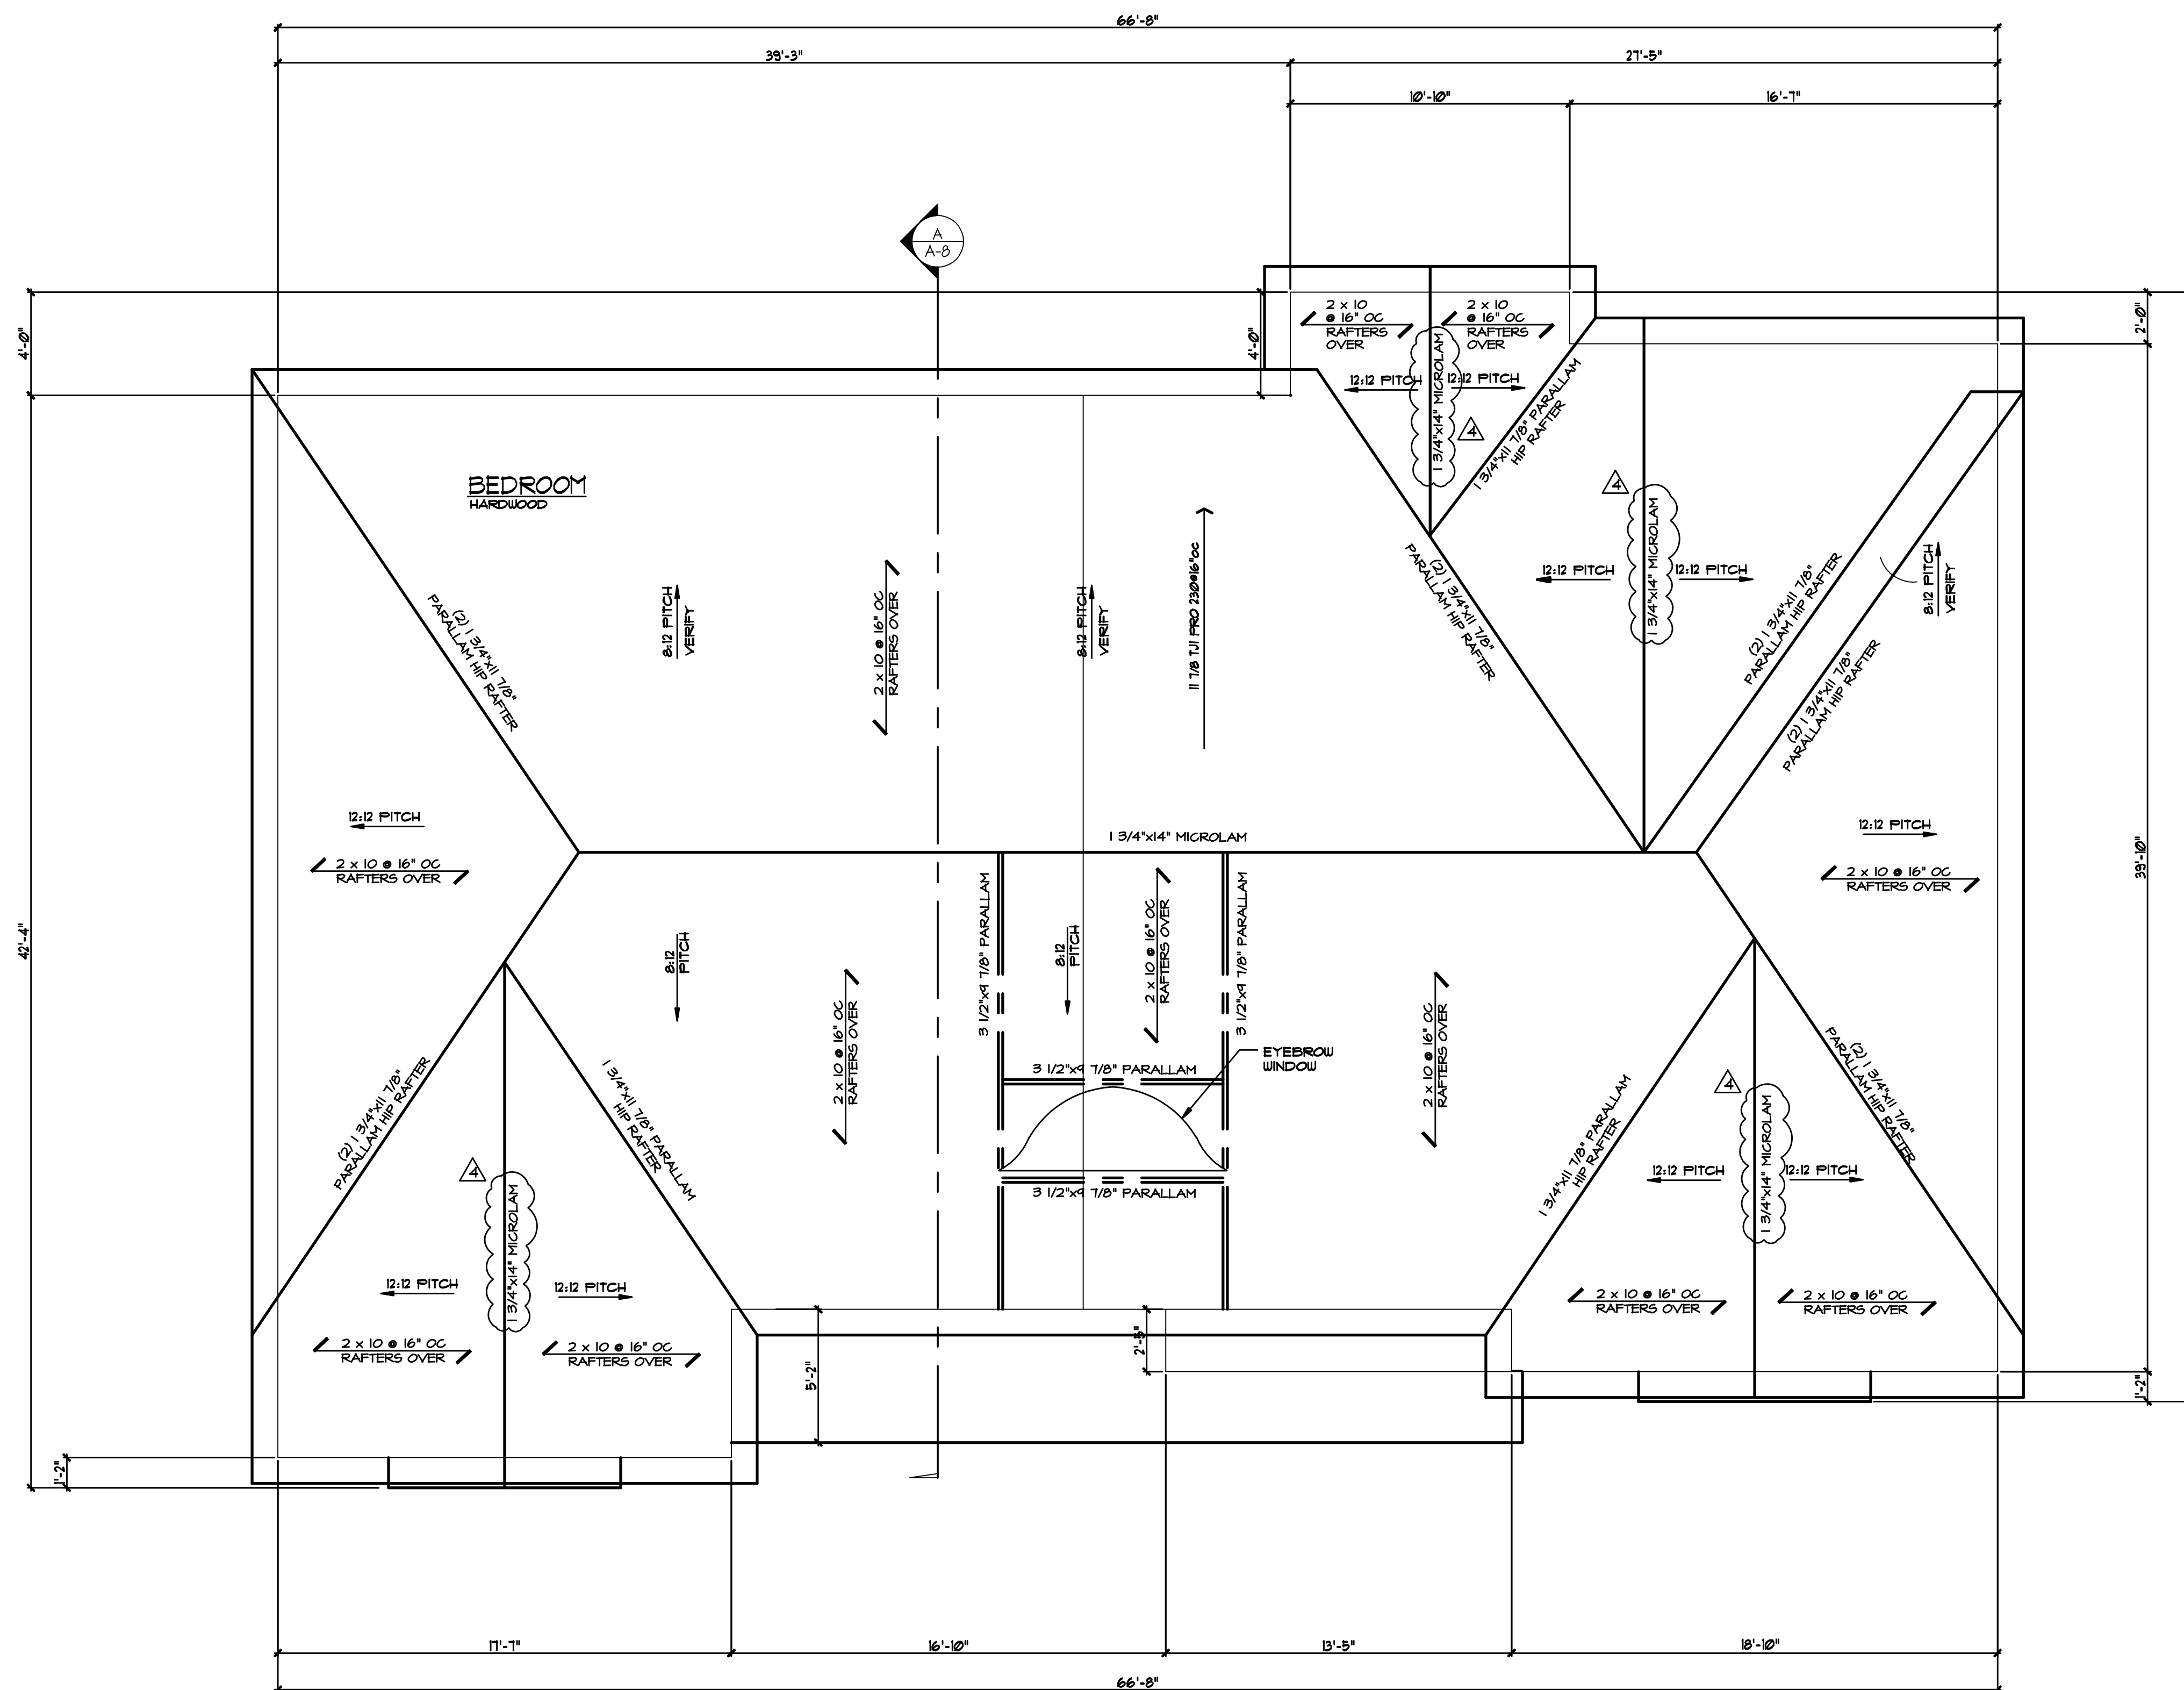 66'-8"
39'-3"
27'-5"
10'-10"
16'-7"
A
A-8
4'-0"
4'-0"
2'-0"
2 x 10
@ 16" OC
RAFTERS
OVER
2 x 10
@ 16" OC
RAFTERS
OVER
12:12 PITCH
12:12 PITCH
1 3/4"x14" MICROLAM
4
1 3/4"x11 7/8" PARALLAM
HIP RAFTER
BEDROOM
HARDWOOD
4
1 3/4"x14" MICROLAM
12:12 PITCH
12:12 PITCH
(2) 1 3/4"x11 7/8"
PARALLAM HIP RAFTER
8:12 PITCH
VERIFY
2 x 10 @ 16" OC
RAFTERS OVER
8:12 PITCH
VERIFY
11 7/8 TJI PRO 230@16"OC
(2) 1 3/4"x11 7/8"
PARALLAM HIP RAFTER
(2) 1 3/4"x11 7/8"
PARALLAM HIP RAFTER
(2) 1 3/4"x11 7/8"
PARALLAM HIP RAFTER
8:12 PITCH
VERIFY
12:12 PITCH
2 x 10 @ 16" OC
RAFTERS OVER
1 3/4"x14" MICROLAM
12:12 PITCH
2 x 10 @ 16" OC
RAFTERS OVER
42'-4"
39'-10"
8:12
PITCH
3 1/2"x9 7/8" PARALLAM
8:12
PITCH
2 x 10 @ 16" OC
RAFTERS OVER
3 1/2"x9 7/8" PARALLAM
2 x 10 @ 16" OC
RAFTERS OVER
2 x 10 @ 16" OC
RAFTERS OVER
EYEBROW
WINDOW
3 1/2"x9 7/8" PARALLAM
3 1/2"x9 7/8" PARALLAM
(2) 1 3/4"x11 7/8"
PARALLAM HIP RAFTER
1 3/4"x11 7/8" PARALLAM
HIP RAFTER
4
1 3/4"x14" MICROLAM
12:12 PITCH
12:12 PITCH
2 x 10 @ 16" OC
RAFTERS OVER
2 x 10 @ 16" OC
RAFTERS OVER
1 3/4"x11 7/8" PARALLAM
HIP RAFTER
4
1 3/4"x14" MICROLAM
(2) 1 3/4"x11 7/8"
PARALLAM HIP RAFTER
12:12 PITCH
12:12 PITCH
2 x 10 @ 16" OC
RAFTERS OVER
2 x 10 @ 16" OC
RAFTERS OVER
5'-2"
2'-5"
1'-2"
1'-2"
17'-7"
16'-10"
13'-5"
18'-10"
66'-8"